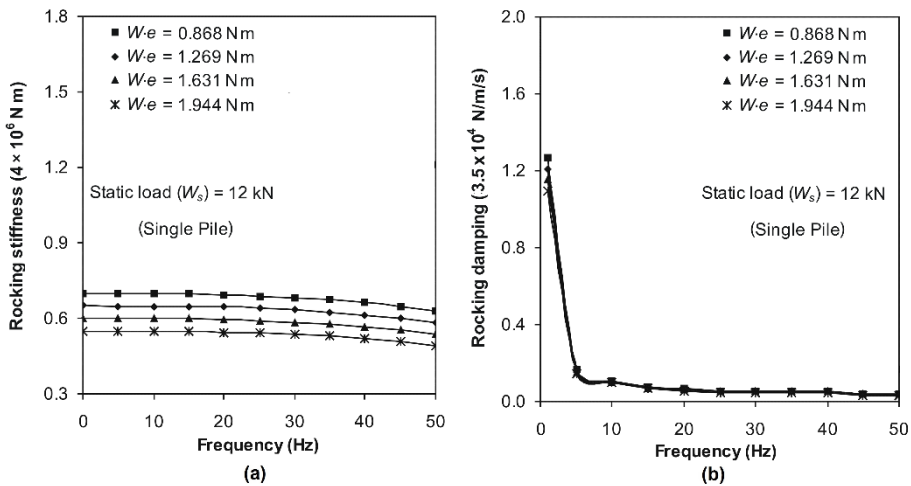 1.8
1.5
1.2
0.9
0.6
0.3
Rocking stiffness (4 × 10⁶ N m)
W·e = 0.868 N m
W·e = 1.269 N m
W·e = 1.631 N m
W·e = 1.944 N m
Static load (Wₛ) = 12 kN
(Single Pile)
0 10 20 30 40 50
Frequency (Hz)
(a)
2.0
1.6
1.2
0.8
0.4
0.0
Rocking damping (3.5 x 10⁴ N/m/s)
W·e = 0.868 N m
W·e = 1.269 N m
W·e = 1.631 N m
W·e = 1.944 N m
Static load (Wₛ) = 12 kN
(Single Pile)
0 10 20 30 40 50
Frequency (Hz)
(b)